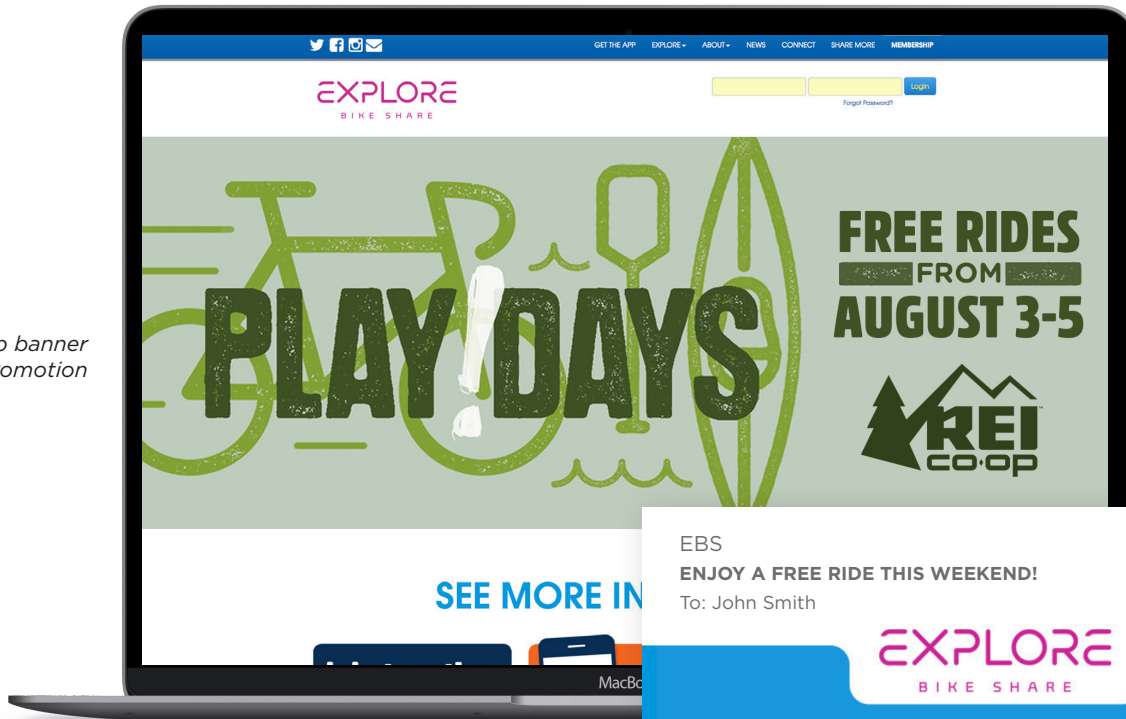 GET THE APP EXPLORE ABOUT NEWS CONNECT SHARE MORE MEMBERSHIP
EXPLORE
BIKE SHARE
Login
Forgot Password?
PLAY!DAYS
FREE RIDES
FROM
AUGUST 3-5
REI
co·op
banner
EBS
ENJOY A FREE RIDE THIS WEEKEND!
To: John Smith
SEE MORE IN
EXPLORE
BIKE SHARE